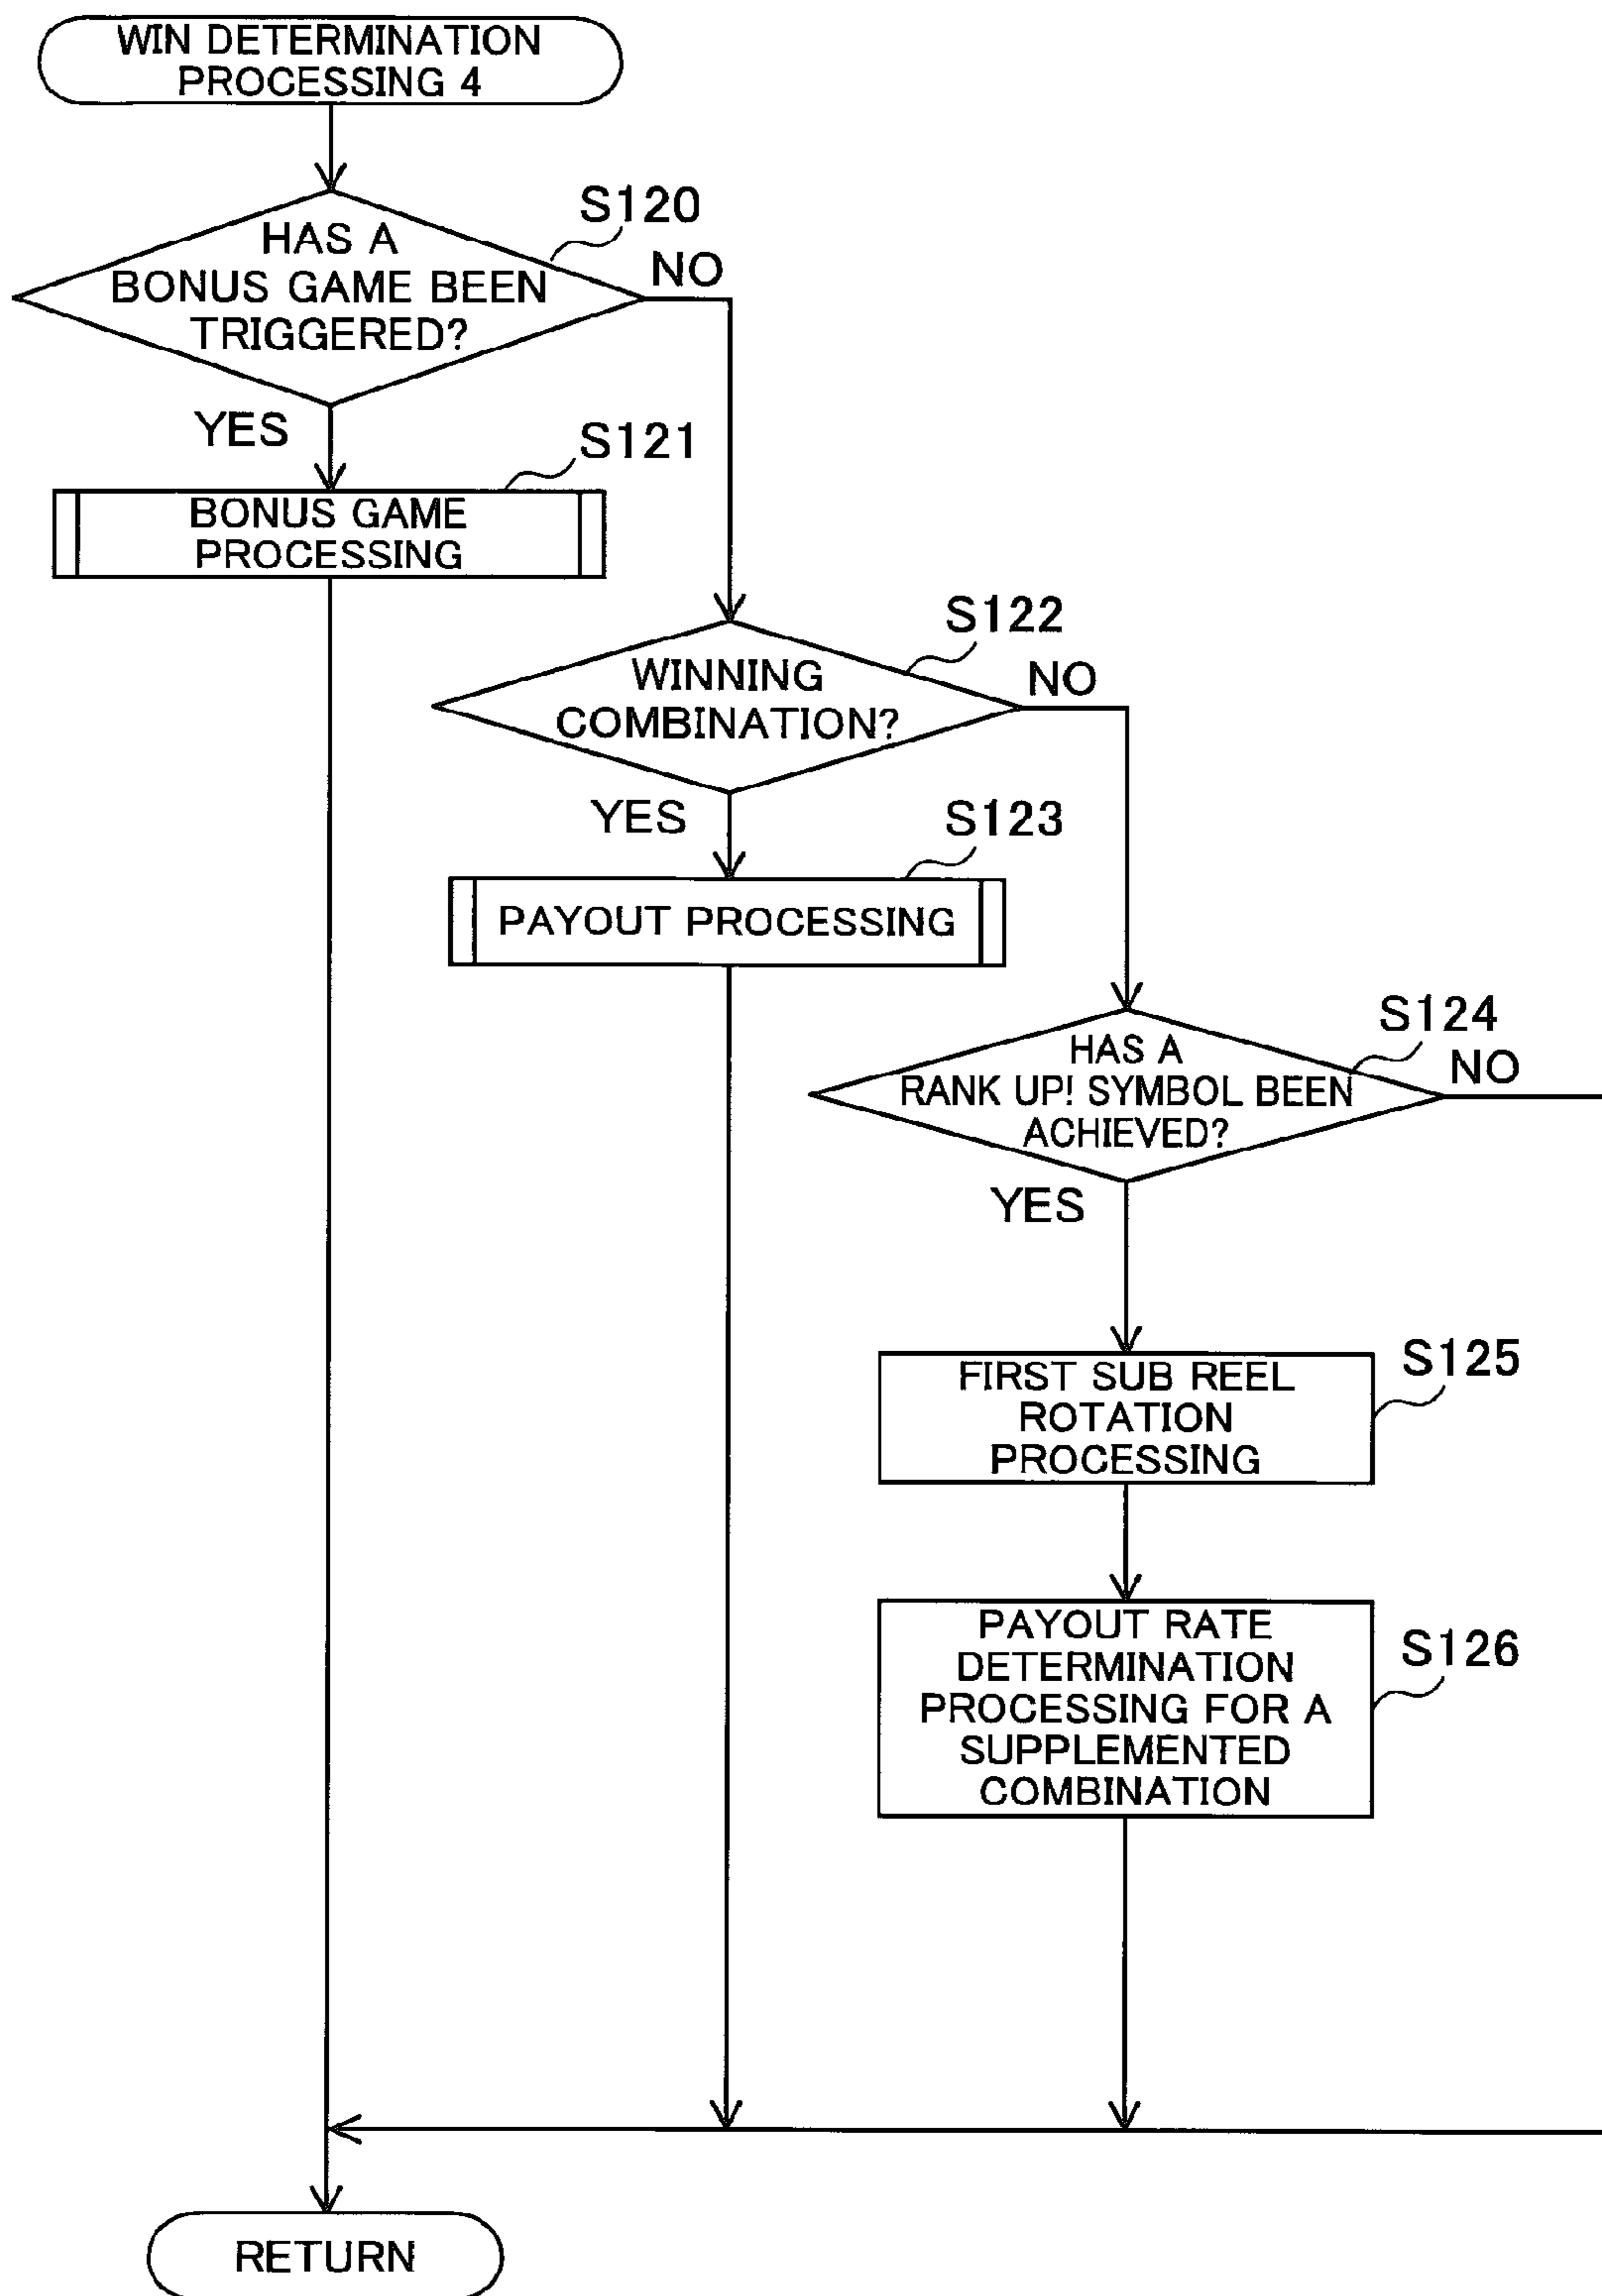 WIN DETERMINATION
PROCESSING 4
S120
HAS A
BONUS GAME BEEN
TRIGGERED?
NO
YES
S121
BONUS GAME
PROCESSING
S122
WINNING
COMBINATION?
NO
YES
S123
PAYOUT PROCESSING
S124
HAS A
RANK UP! SYMBOL BEEN
ACHIEVED?
NO
YES
S125
FIRST SUB REEL
ROTATION
PROCESSING
S126
PAYOUT RATE
DETERMINATION
PROCESSING FOR A
SUPPLEMENTED
COMBINATION
RETURN